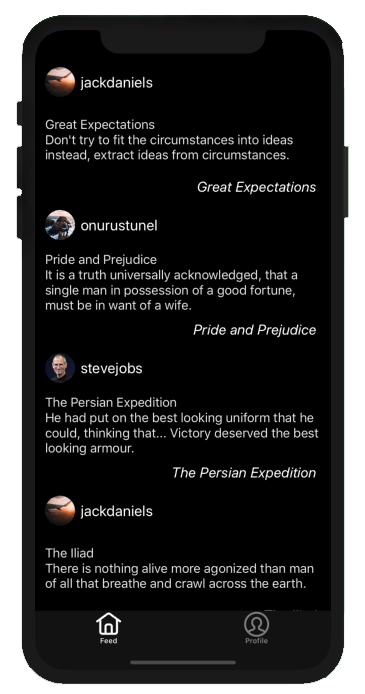 jackdaniels
Great Expectations
Don't try to fit the circumstances into ideas
instead, extract ideas from circumstances.
Great Expectations
onurustunel
Pride and Prejudice
It is a truth universally acknowledged, that a
single man in possession of a good fortune,
must be in want of a wife.
Pride and Prejudice
stevejobs
The Persian Expedition
He had put on the best looking uniform that he
could, thinking that... Victory deserved the best
looking armour.
The Persian Expedition
jackdaniels
The Iliad
There is nothing alive more agonized than man
of all that breathe and crawl across the earth.
Feed
Profile